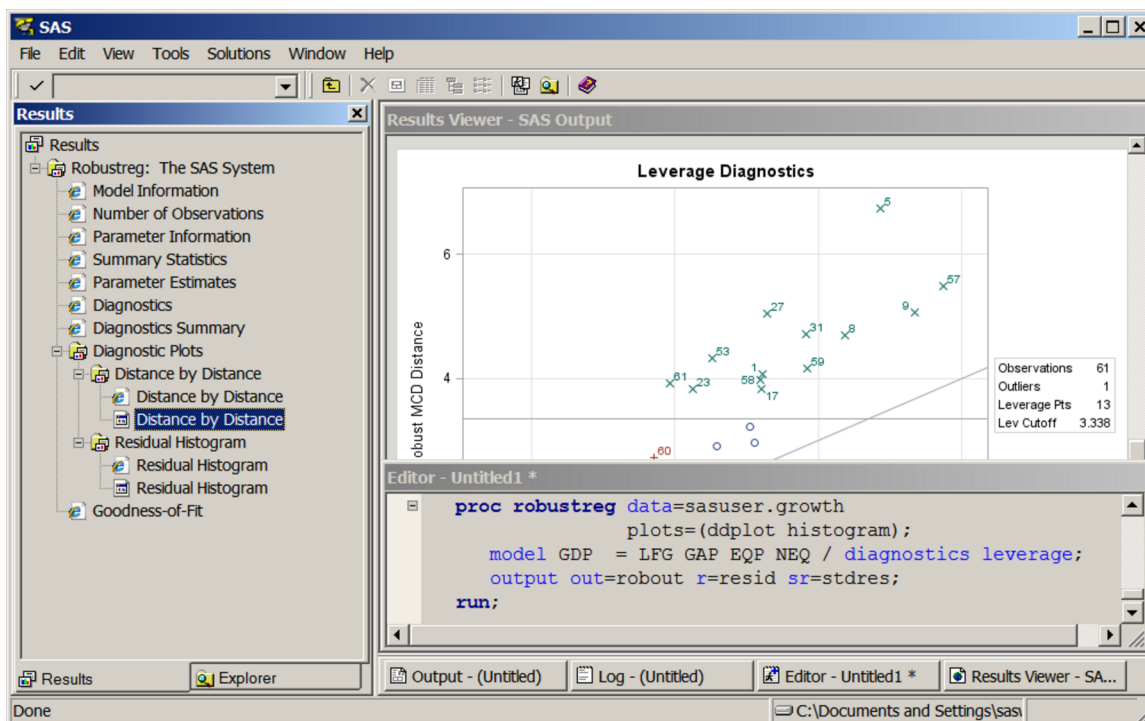 SAS
File Edit View Tools Solutions Window Help
Results
Results
Robustreg: The SAS System
Model Information
Number of Observations
Parameter Information
Summary Statistics
Parameter Estimates
Diagnostics
Diagnostics Summary
Diagnostic Plots
Distance by Distance
Distance by Distance
Distance by Distance
Residual Histogram
Residual Histogram
Residual Histogram
Goodness-of-Fit
Results Explorer
Results Viewer - SAS Output
Leverage Diagnostics
obust MCD Distance
6
4
5
57
9
27
31
8
53
59
1
61
23
58
17
60
Observations 61
Outliers 1
Leverage Pts 13
Lev Cutoff 3.338
Editor - Untitled1 *
proc robustreg data=sasuser.growth
plots=(ddplot histogram);
model GDP = LFG GAP EQP NEQ / diagnostics leverage;
output out=robout r=resid sr=stdres;
run;
Output - (Untitled) Log - (Untitled) Editor - Untitled1 * Results Viewer - SA...
Done C:\Documents and Settings\sas